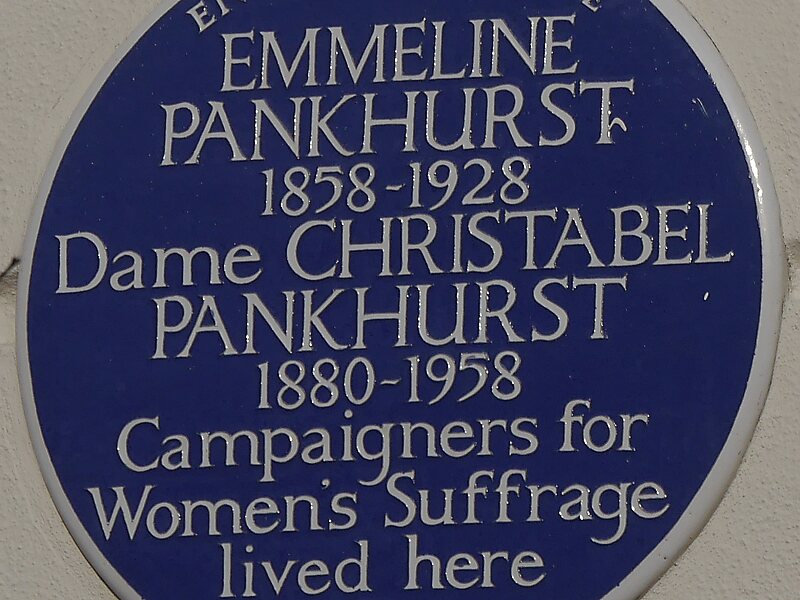 EMMELINE
PANKHURST
1858-1928
Dame CHRISTABEL
PANKHURST
1880-1958
Campaigners for
Women's Suffrage
lived here